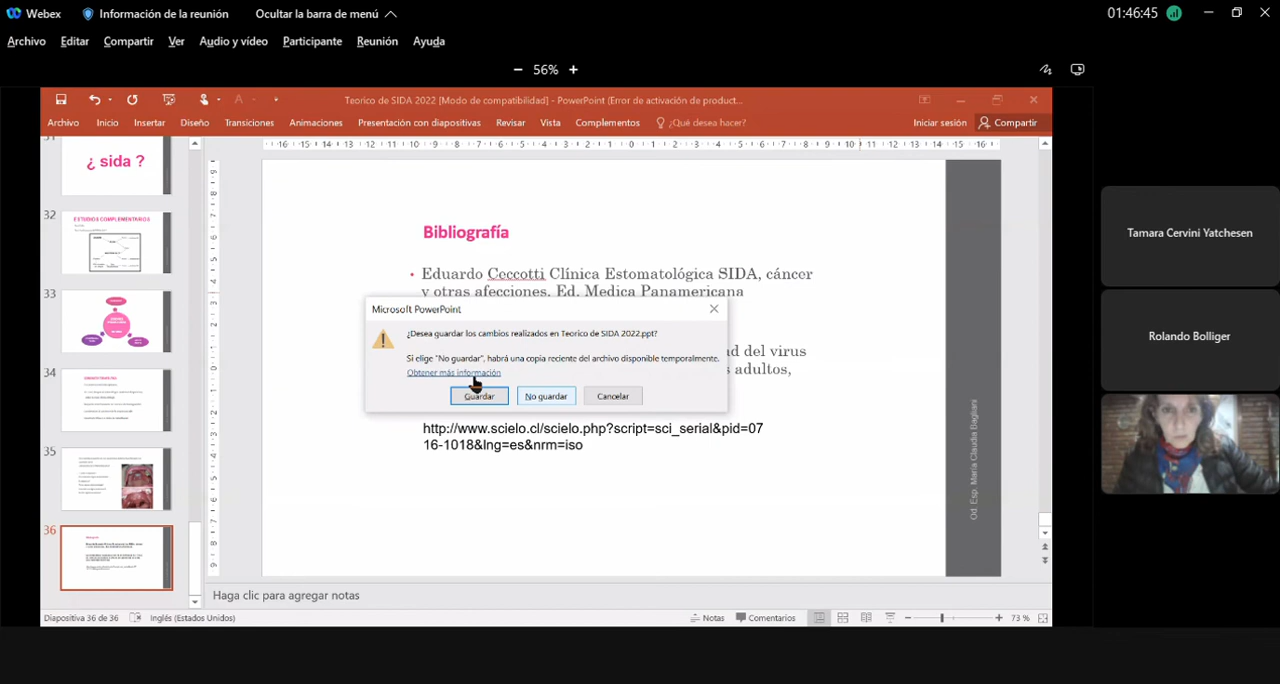 Webex Información de la reunión Ocultar la barra de menú 01:46:45
Archivo Editar Compartir Ver Audio y vídeo Participante Reunión Ayuda
56%
Teorico de SIDA 2022 [Modo de compatibilidad] - PowerPoint (Error de activación de product...
Archivo Inicio Insertar Diseño Transiciones Animaciones Presentación con diapositivas Revisar Vista Complementos ¿Qué desea hacer? Iniciar sesión Compartir
¿ sida ?
32
ESTUDIOS COMPLEMENTARIOS
33
34
35
36
Bibliografía
• Eduardo Ceccotti Clínica Estomatológica SIDA, cáncer
y otras afecciones. Ed. Medica Panamericana
Microsoft PowerPoint
¿Desea guardar los cambios realizados en Teorico de SIDA 2022.ppt?
Si elige "No guardar", habrá una copia reciente del archivo disponible temporalmente.
Obtener más información
Guardar No guardar Cancelar
d del virus
s adultos,
http://www.scielo.cl/scielo.php?script=sci_serial&pid=07
16-1018&lng=es&nrm=iso
Od. Esp. María Claudia Bagliani
Haga clic para agregar notas
Diapositiva 36 de 36 Inglés (Estados Unidos) Notas Comentarios 73 %
Tamara Cervini Yatchesen
Rolando Bolliger